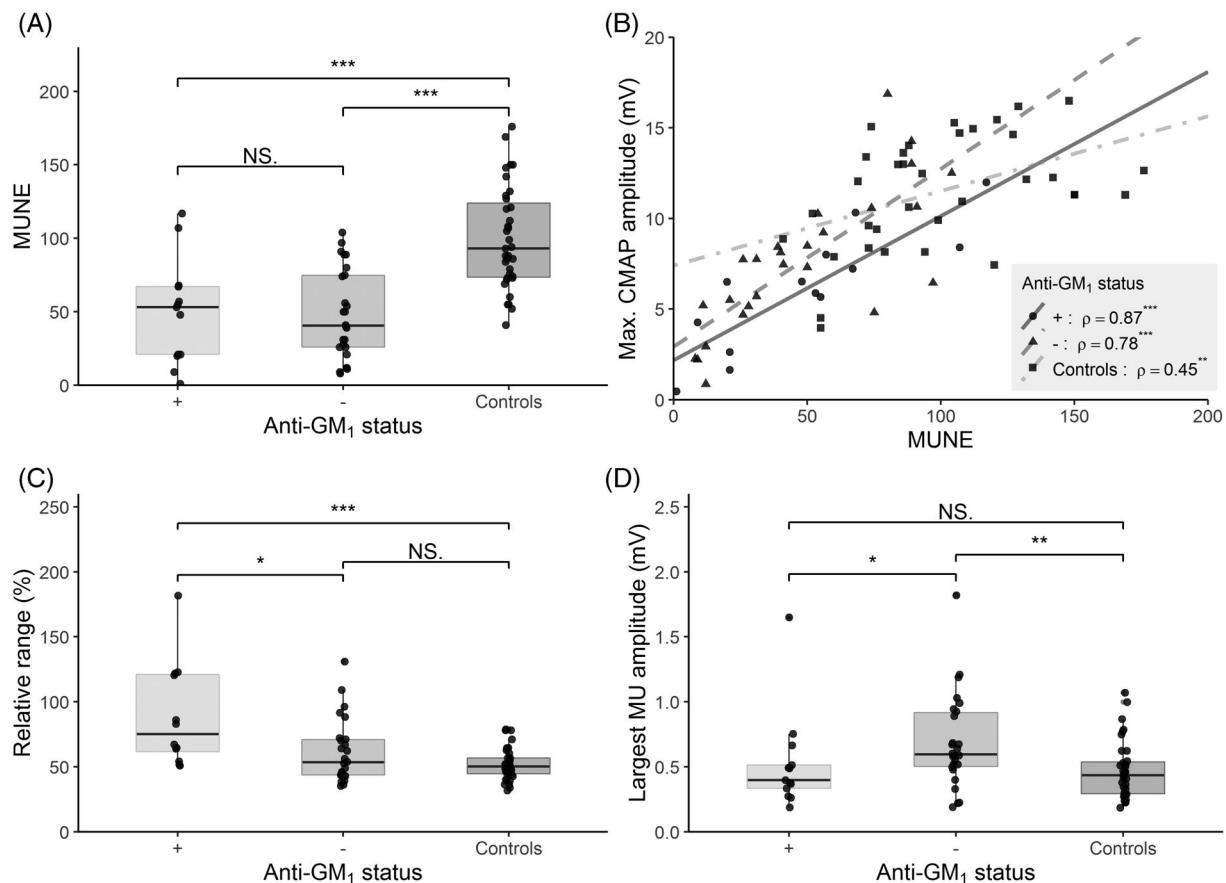 (A)
MUNE
200
150
100
50
0
***
***
NS.
+
-
Controls
Anti-GM₁ status
(B)
Max. CMAP amplitude (mV)
20
15
10
5
0
0
50
100
150
200
MUNE
Anti-GM₁ status
+ : ρ = 0.87***
- : ρ = 0.78***
Controls : ρ = 0.45**
(C)
Relative range (%)
250
200
150
100
50
0
***
NS.
*
+
-
Controls
Anti-GM₁ status
(D)
Largest MU amplitude (mV)
2.5
2.0
1.5
1.0
0.5
0.0
NS.
**
*
+
-
Controls
Anti-GM₁ status